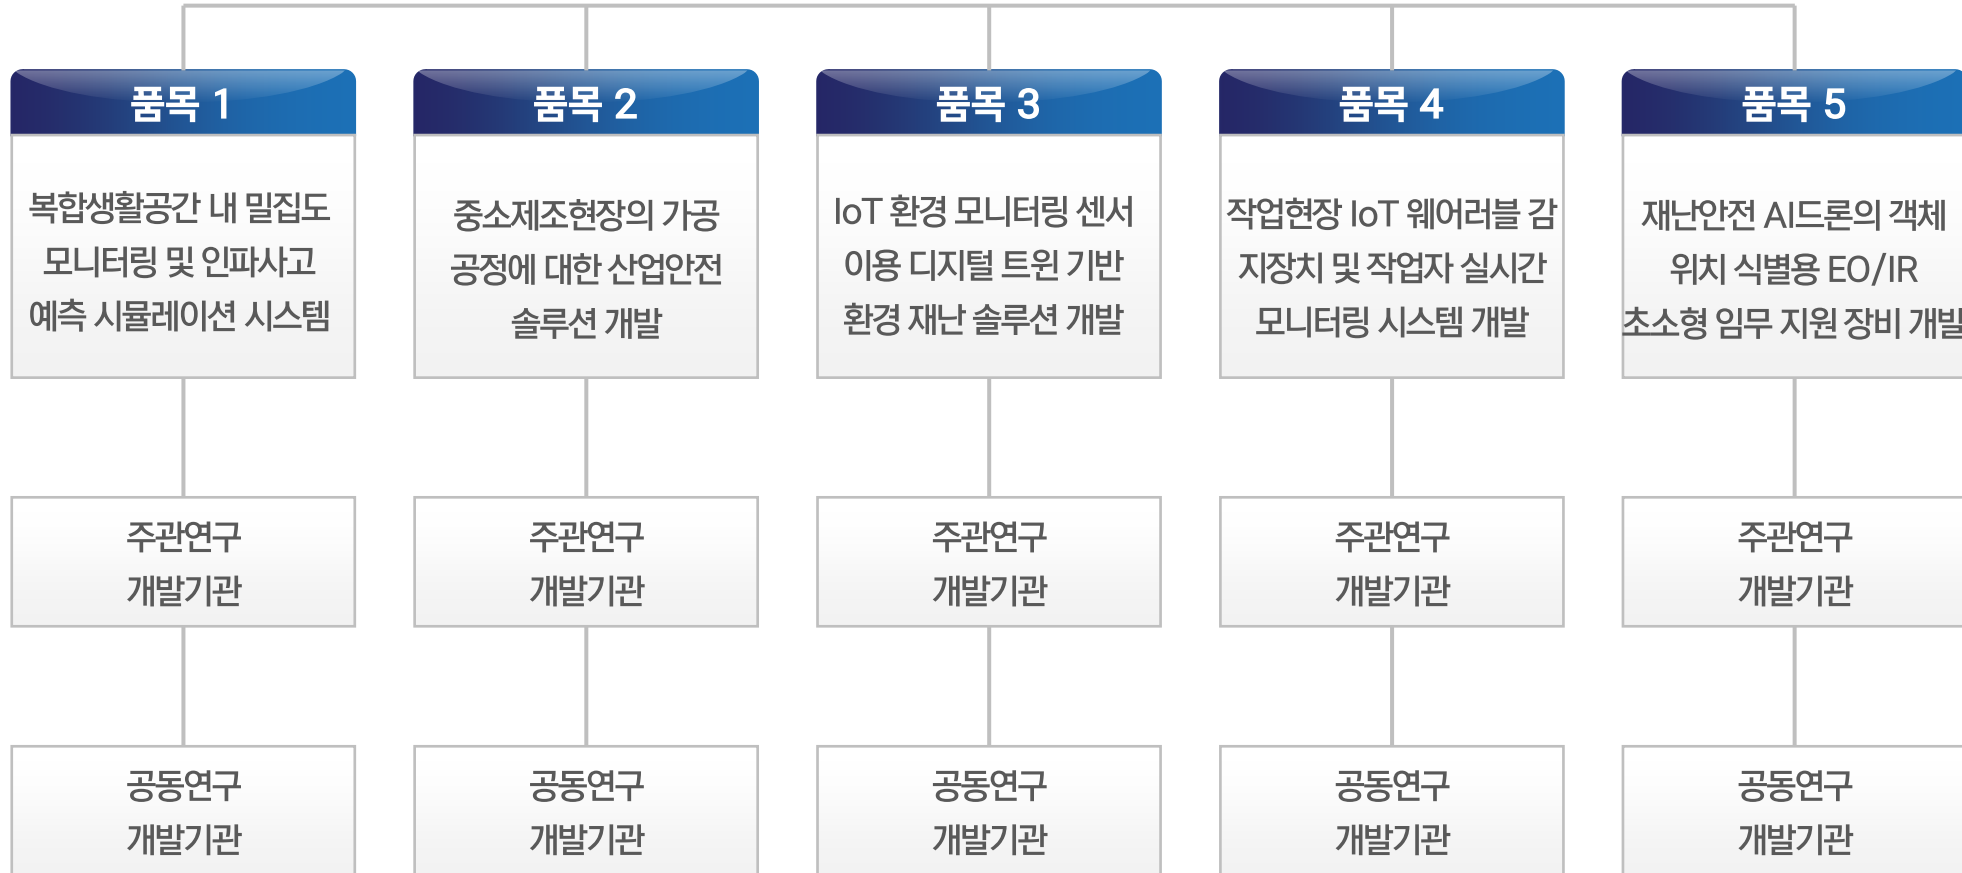 품목 1
복합생활공간 내 밀집도
모니터링 및 인파사고
예측 시뮬레이션 시스템
주관연구
개발기관
공동연구
개발기관
품목 2
중소제조현장의 가공
공정에 대한 산업안전
솔루션 개발
주관연구
개발기관
공동연구
개발기관
품목 3
IoT 환경 모니터링 센서
이용 디지털 트윈 기반
환경 재난 솔루션 개발
주관연구
개발기관
공동연구
개발기관
품목 4
작업현장 IoT 웨어러블 감
지장치 및 작업자 실시간
모니터링 시스템 개발
주관연구
개발기관
공동연구
개발기관
품목 5
재난안전 AI드론의 객체
위치 식별용 EO/IR
초소형 임무 지원 장비 개발
주관연구
개발기관
공동연구
개발기관